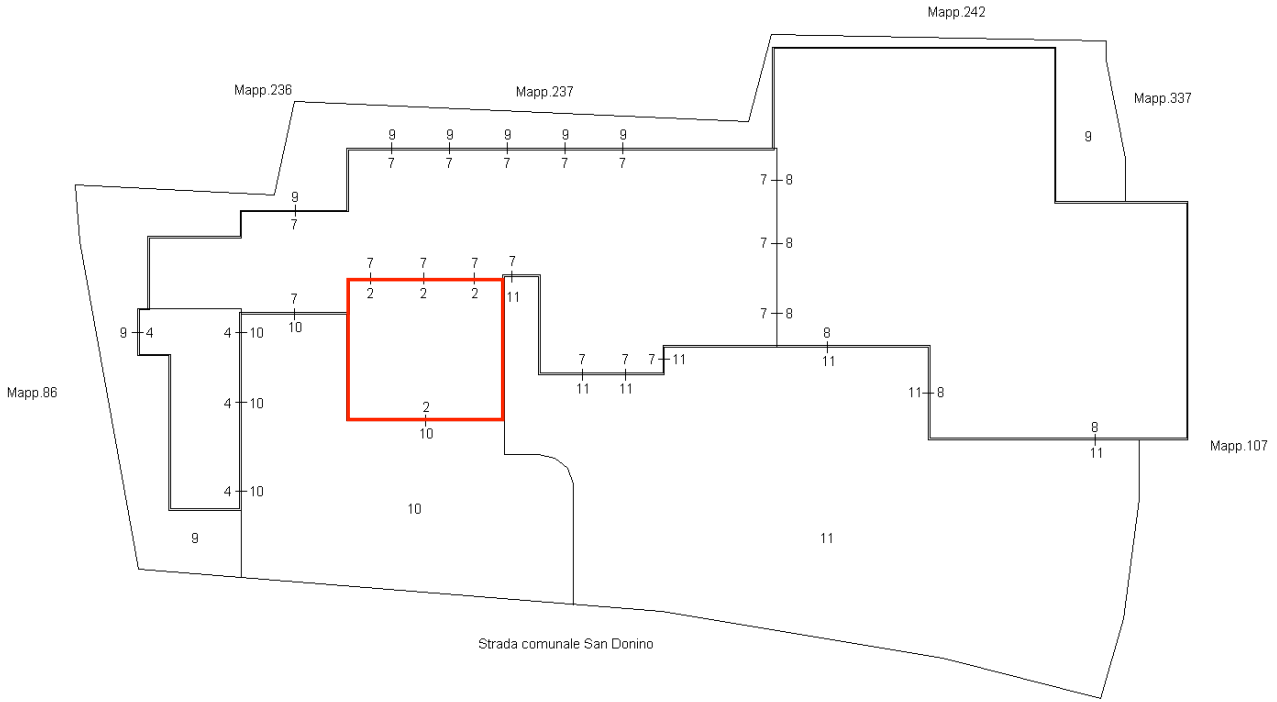 Mapp.242
Mapp.236
Mapp.237
Mapp.337
9 9 9 9 9
7 7 7 7 7
9
7 8
9
7
7 8
7 7 7 7
2 2 2 11
7
10
7 8
9 4
4 10
8
11
7 7 7 11
11 11
Mapp.86
11 8
4 10
2
10
8
11
Mapp.107
4 10
10
9
11
Strada comunale San Donino